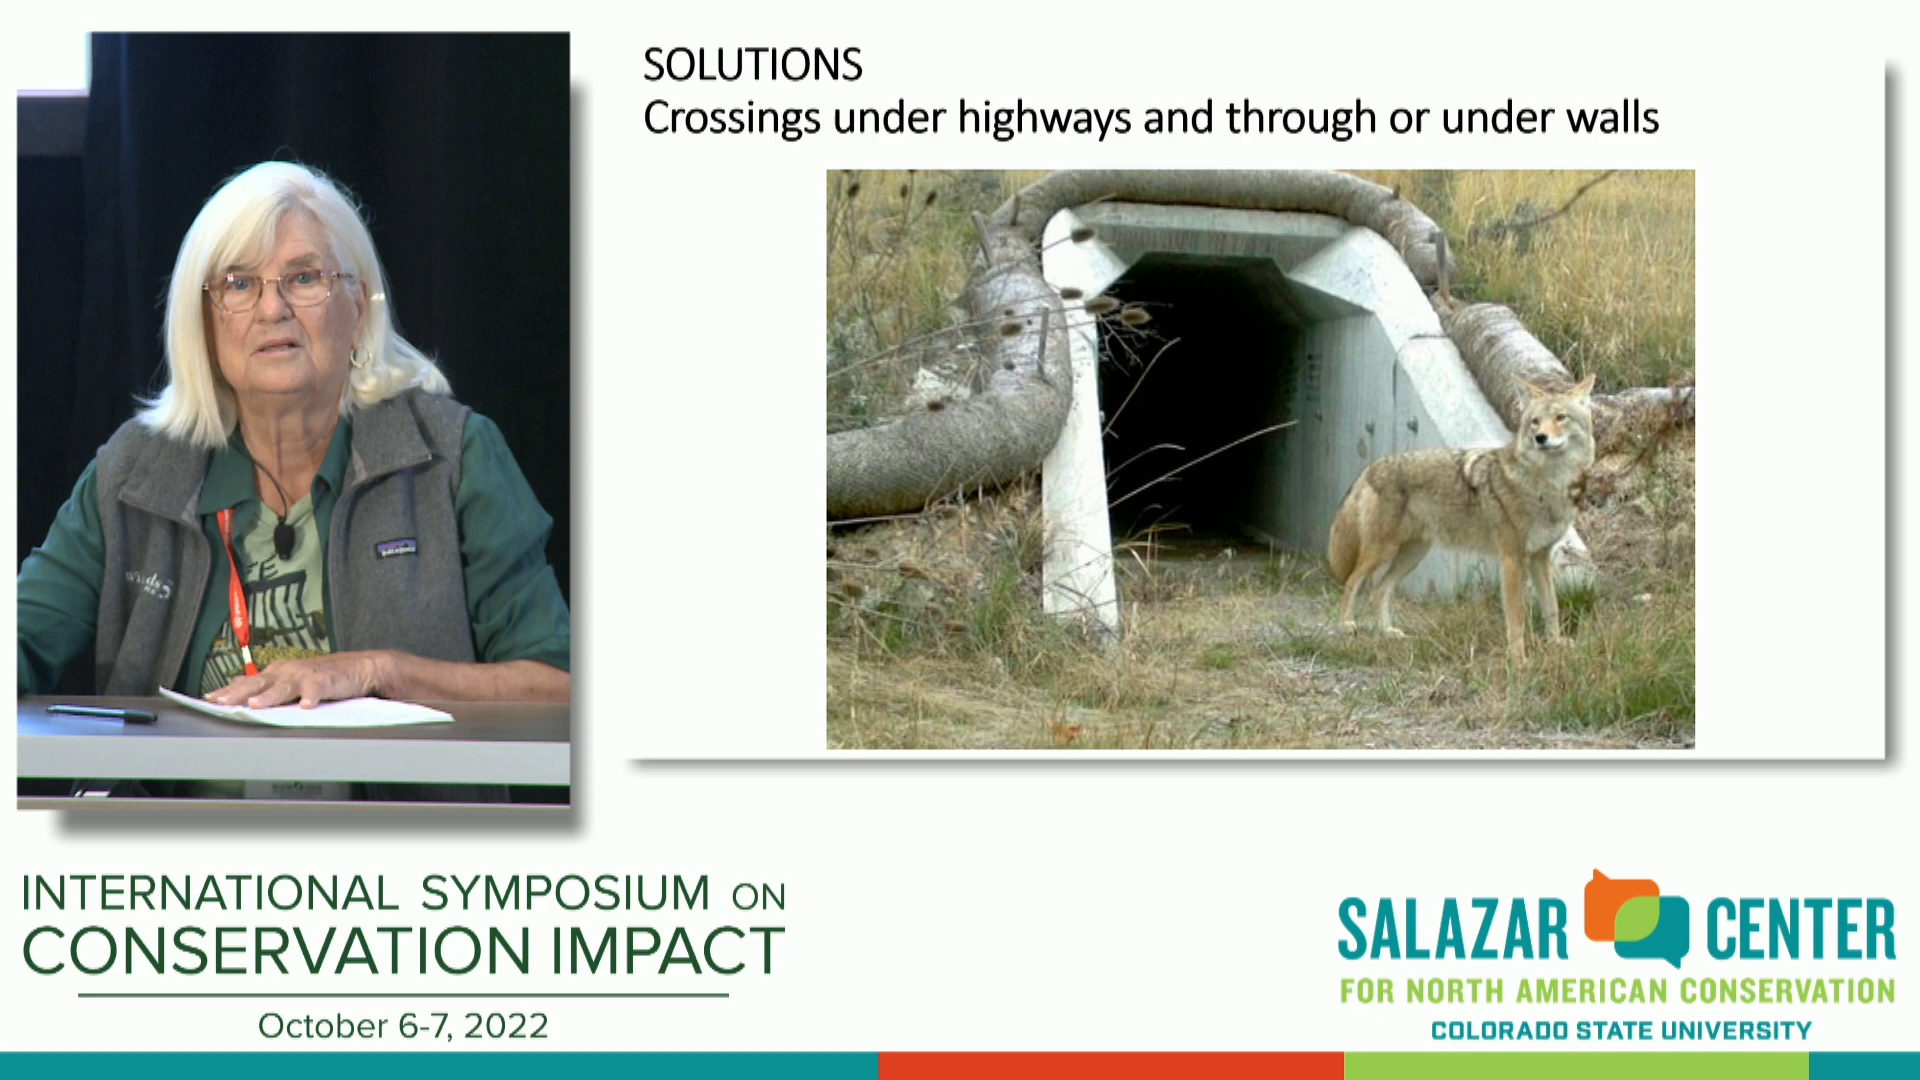 SOLUTIONS
Crossings under highways and through or under walls
patagonia
INTERNATIONAL SYMPOSIUM ON
CONSERVATION IMPACT
October 6-7, 2022
SALAZAR CENTER
FOR NORTH AMERICAN CONSERVATION
COLORADO STATE UNIVERSITY